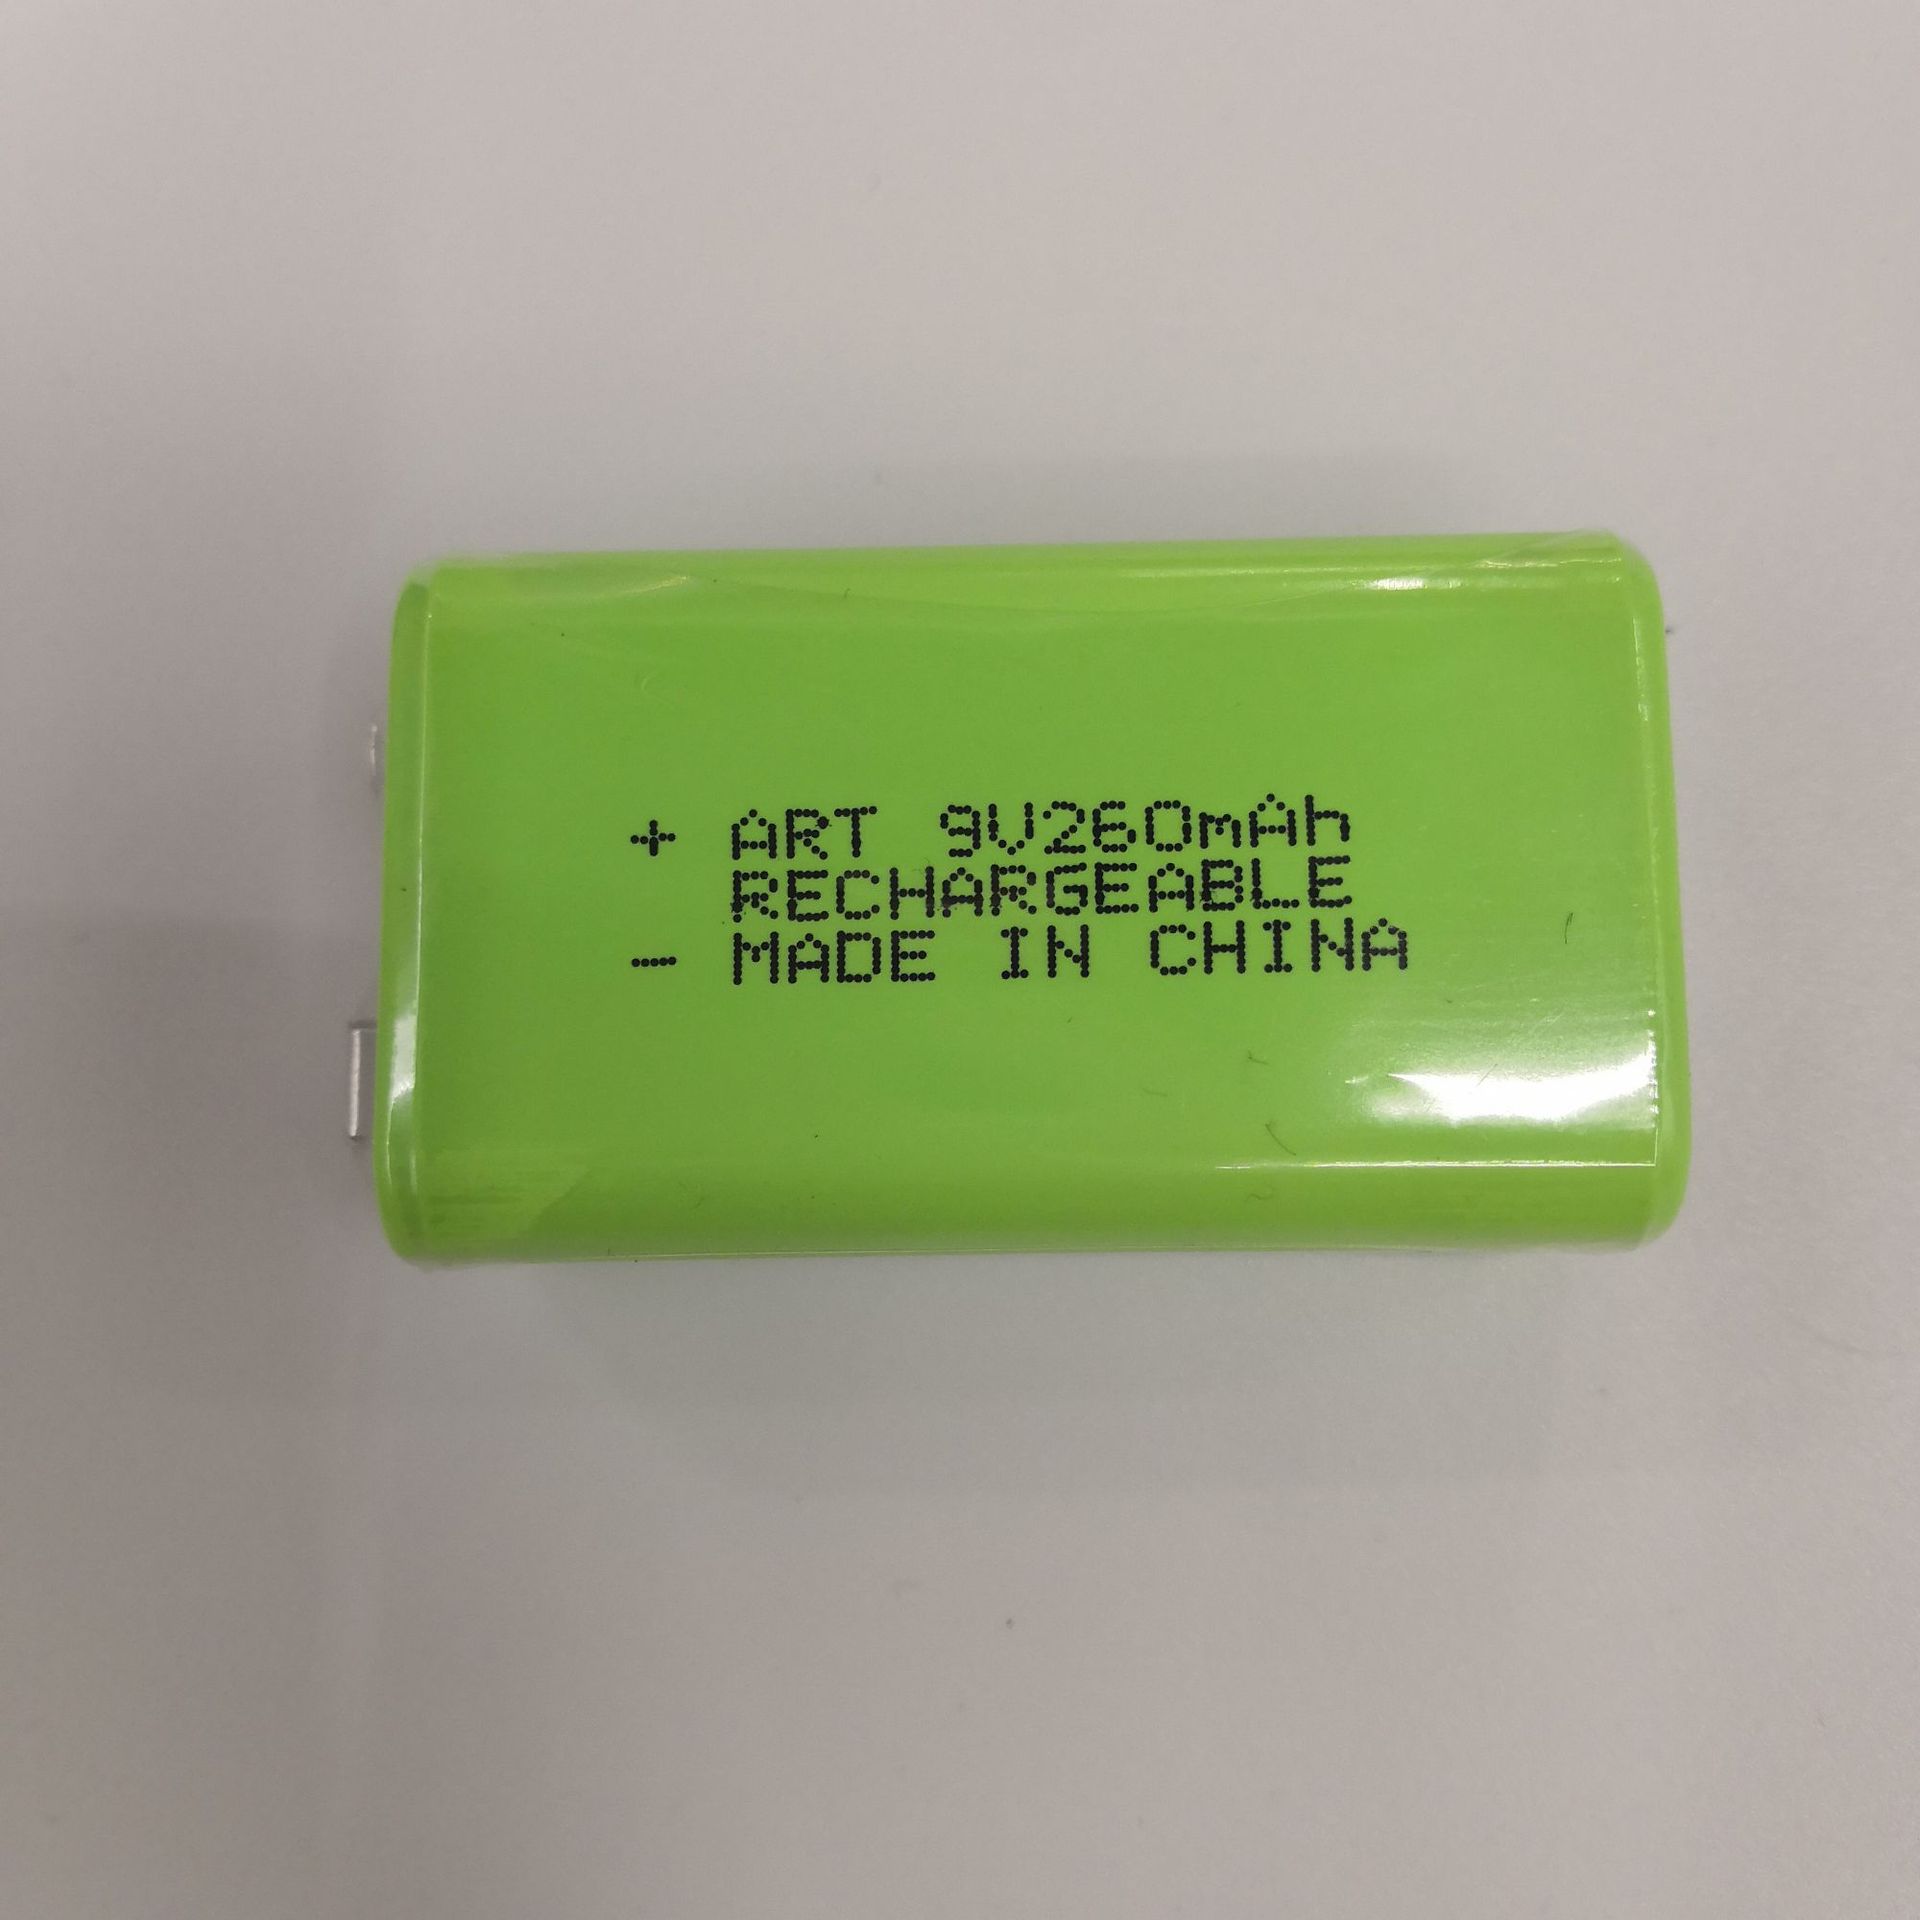 + ART 9V260mAh
RECHARGEABLE
- MADE IN CHINA